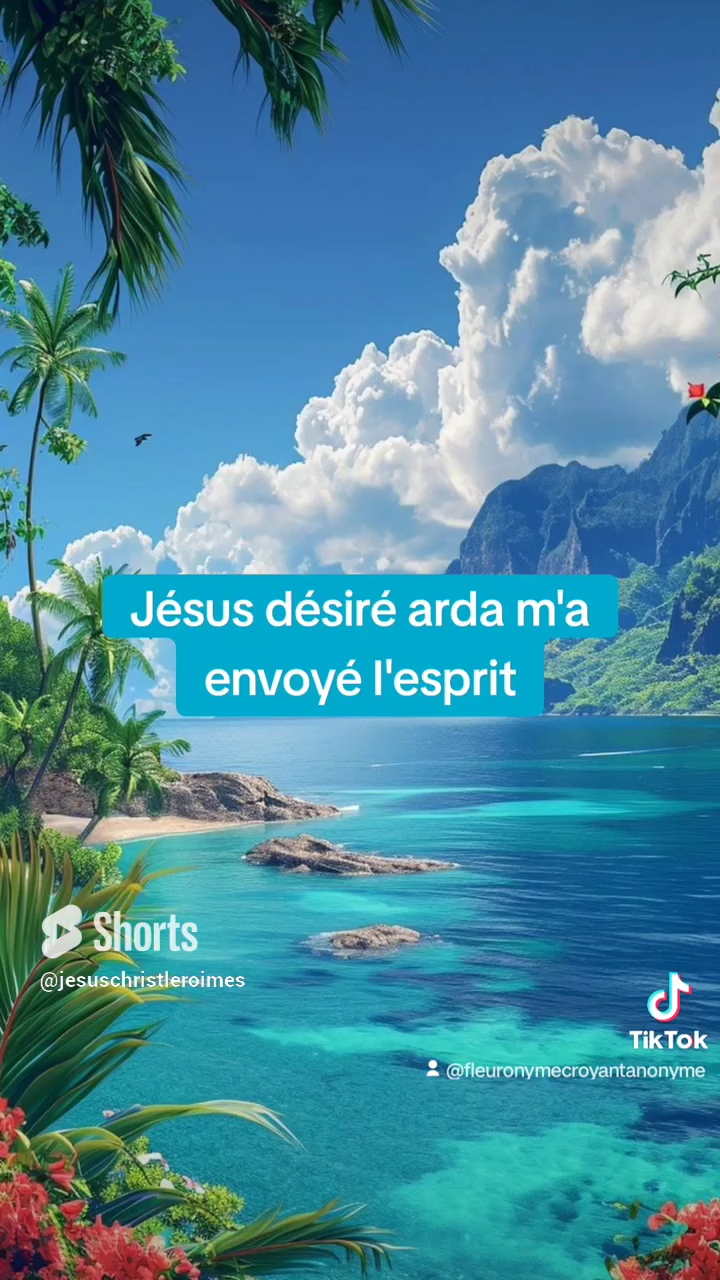 Jésus désiré arda m'a
envoyé l'esprit
Shorts
@jesuschristleroimes
TikTok
@fleuronymecroyantanonyme